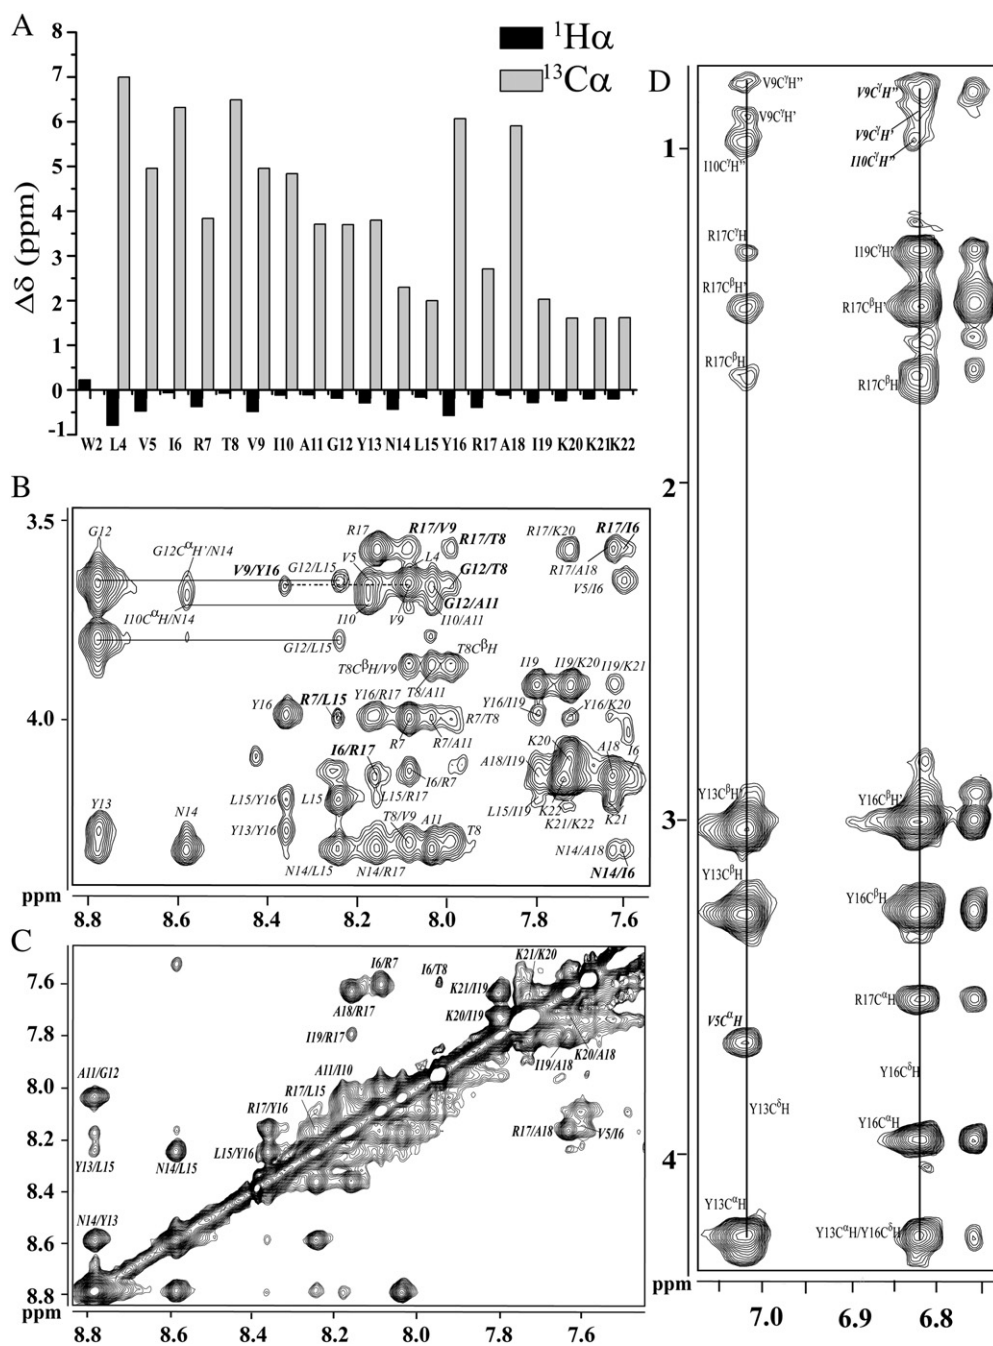 A
¹Hα
¹³Cα
Δδ (ppm)
8
7
6
5
4
3
2
1
0
-1
W2 L4 V5 I6 R7 T8 V9 I10 A11 G12 Y13 N14 L15 Y16 R17 A18 I19 K20 K21 K22
B
3.5
4.0
ppm
G12
G12CᵅH'/N14
V9/Y16
G12/L15
V5
R17
R17/V9
R17/T8
L4
G12/T8
G12/A11
I10/A11
I10
V9
I10CᵅH/N14
R17/K20
R17/I6
R17/A18
V5/I6
G12/L15
T8CᵝH/V9
T8CᵝH
T8/A11
I19
I19/K20
I19/K21
Y16
R7/L15
Y16/R17
R7
R7/A11
R7/T8
Y16/I19
Y16/K20
I6/R17
I6/R7
K20
A18
I6
A18/I19
L15/Y16
L15
L15/R17
L15/I19
K22
K21
K21/K22
Y13
N14
Y13/Y16
T8/V9
A11
T8
N14/L15
N14/R17
N14/A18
N14/I6
8.8 8.6 8.4 8.2 8.0 7.8 7.6
C
7.6
7.8
8.0
8.2
8.4
8.6
8.8
ppm
I6/R7
I6/T8
K21/K20
K21/I19
A18/R17
K20/I19
I19/R17
K20/A18
I19/A18
A11/G12
A11/I10
R17/L15
R17/Y16
R17/A18
V5/I6
L15/Y16
Y13/L15
N14/L15
N14/Y13
8.8 8.6 8.4 8.2 8.0 7.8 7.6
D
1
2
3
4
ppm
V9CᵞH''
V9CᵞH'
I10CᵞH''
R17CᵞH
R17CᵝH'
R17CᵝH
Y13CᵝH'
Y13CᵝH
V5CᵅH
Y13CᵟH
Y13CᵅH
V9CᵞH''
V9CᵞH'
I10CᵞH''
I19CᵞH'
R17CᵝH'
R17CᵝH
Y16CᵝH'
Y16CᵝH
R17CᵅH
Y16CᵟH
Y16CᵅH
Y13CᵅH/Y16CᵟH
7.0 6.9 6.8